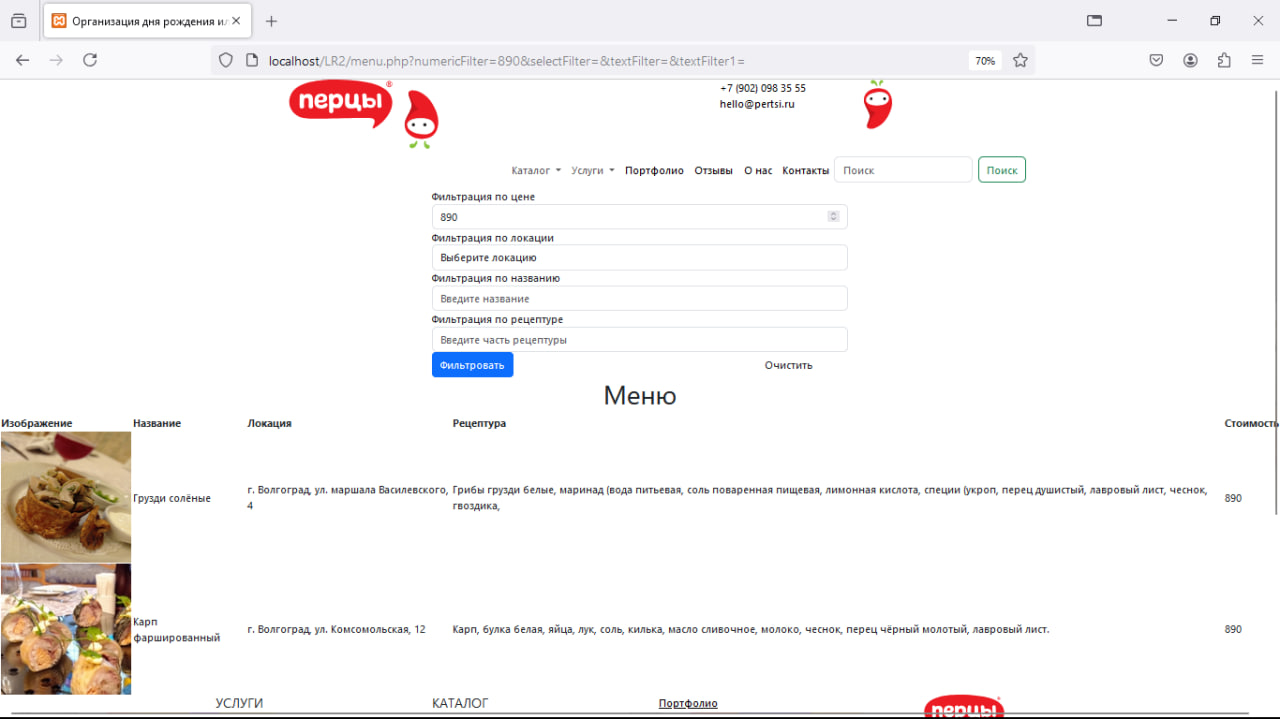 Организация дня рождения ил
localhost/LR2/menu.php?numericFilter=890&selectFilter=&textFilter=&textFilter1=
70%
перцы
®
+7 (902) 098 35 55
hello@pertsi.ru
Каталог Услуги Портфолио Отзывы О нас Контакты Поиск Поиск
Фильтрация по цене
890
Фильтрация по локации
Выберите локацию
Фильтрация по названию
Введите название
Фильтрация по рецептуре
Введите часть рецептуры
Фильтровать Очистить
Меню
Изображение Название Локация Рецептура Стоимость
Грузди солёные
г. Волгоград, ул. маршала Василевского,
4
Грибы грузди белые, маринад (вода питьевая, соль поваренная пищевая, лимонная кислота, специи (укроп, перец душистый, лавровый лист, чеснок,
гвоздика,
890
Карп
фаршированный
г. Волгоград, ул. Комсомольская, 12
Карп, булка белая, яйца, лук, соль, килька, масло сливочное, молоко, чеснок, перец чёрный молотый, лавровый лист.
890
УСЛУГИ КАТАЛОГ Портфолио перцы